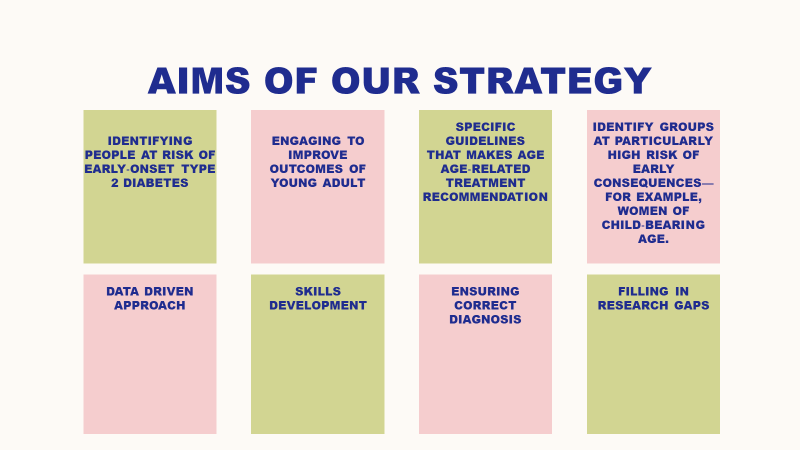 AIMS OF OUR STRATEGY
IDENTIFYING
PEOPLE AT RISK OF
EARLY-ONSET TYPE
2 DIABETES
ENGAGING TO
IMPROVE
OUTCOMES OF
YOUNG ADULT
SPECIFIC
GUIDELINES
THAT MAKES AGE
AGE-RELATED
TREATMENT
RECOMMENDATION
IDENTIFY GROUPS
AT PARTICULARLY
HIGH RISK OF
EARLY
CONSEQUENCES—
FOR EXAMPLE,
WOMEN OF
CHILD-BEARING
AGE.
DATA DRIVEN
APPROACH
SKILLS
DEVELOPMENT
ENSURING
CORRECT
DIAGNOSIS
FILLING IN
RESEARCH GAPS